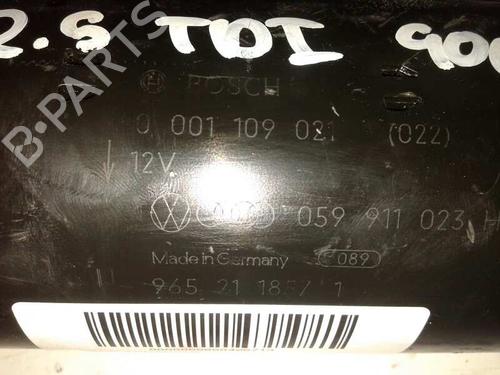 2.5 TDI 90
BOSCH
0 001 109 021 (022)
12V
059 911 023 H
Made in Germany 089
965 21 185/ 1
B-PARTS